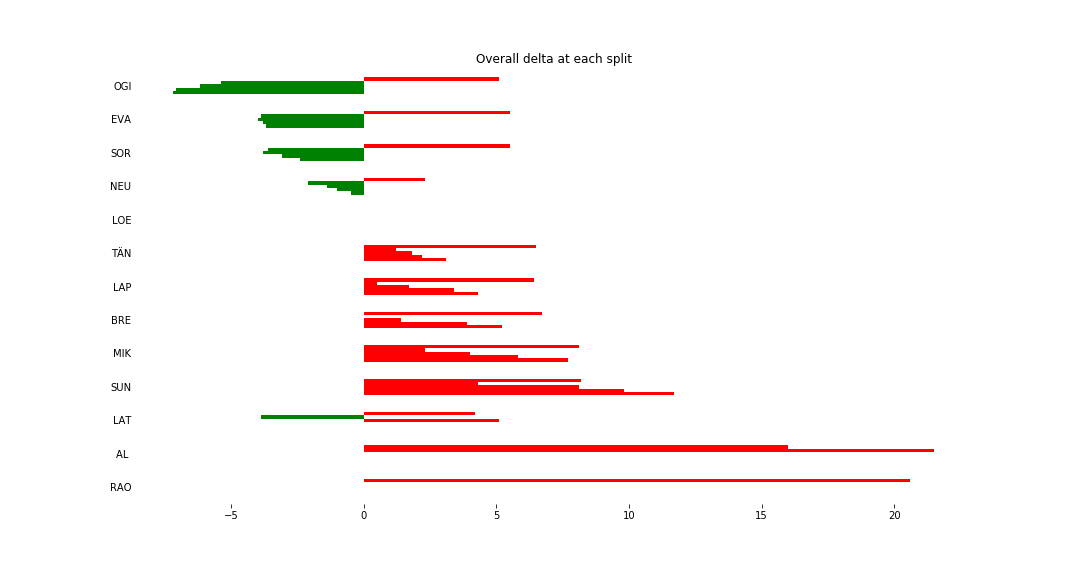 Overall delta at each split
OGI
EVA
SOR
NEU
LOE
TÄN
LAP
BRE
MIK
SUN
LAT
AL
RAO
−5 0 5 10 15 20